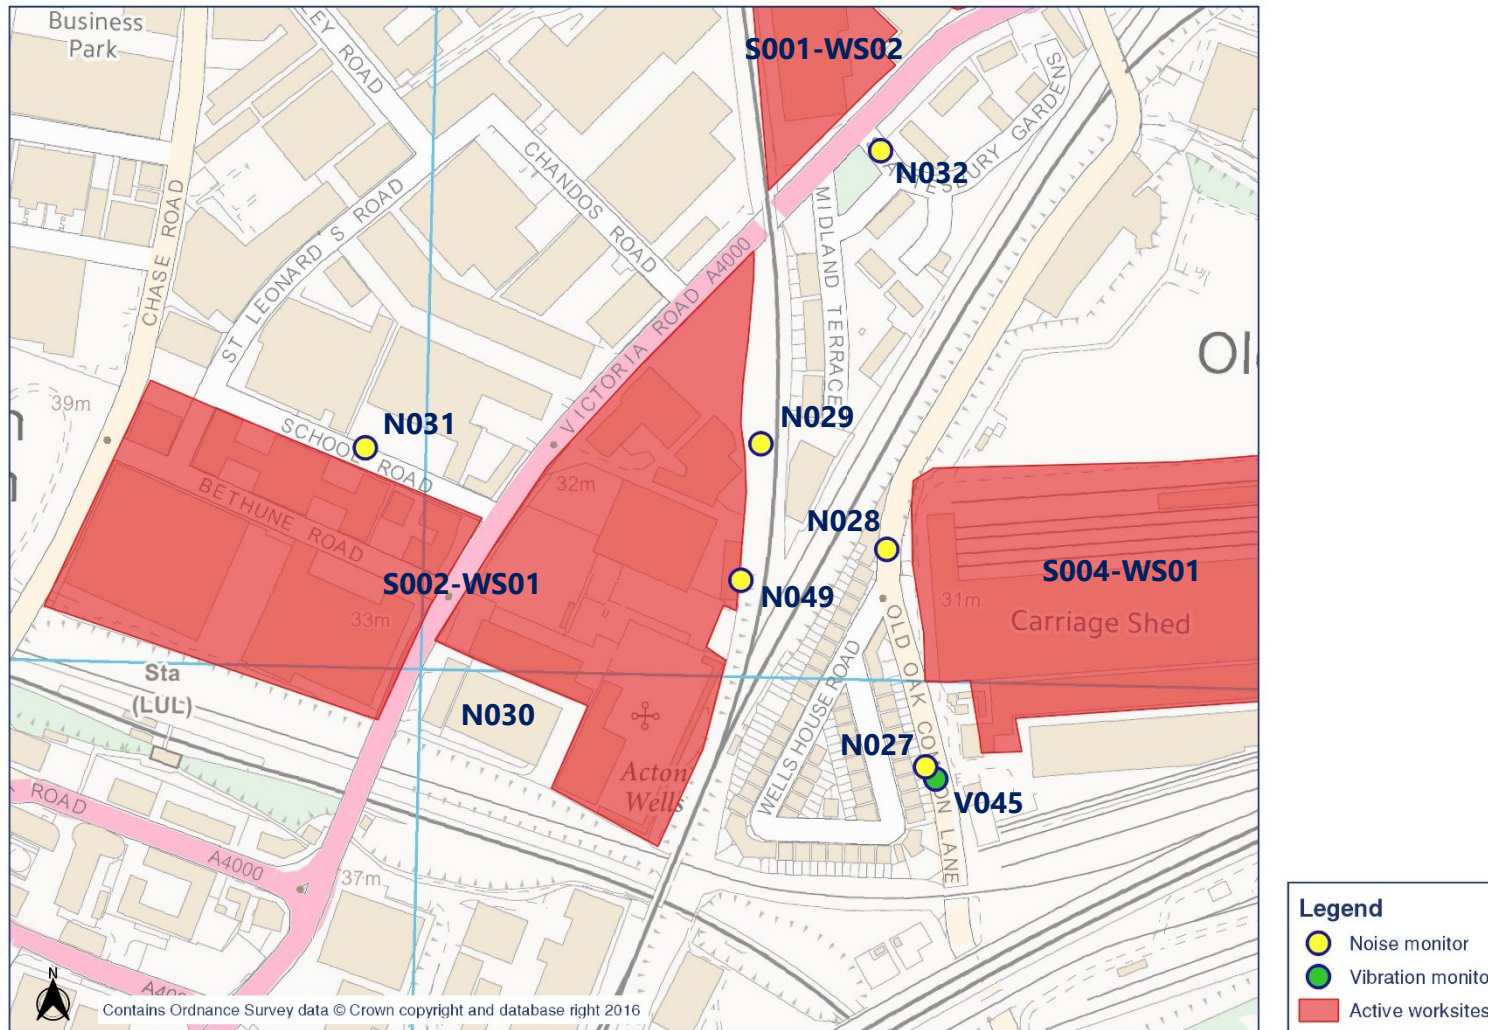 Business
Park
LEY ROAD
S001-WS02
AYLESBURY GARDENS
N032
CHANDOS ROAD
CHASE ROAD
ST LEONARD'S ROAD
MIDLAND TERRACE
VICTORIA ROAD A4000
39m
N031
SCHOOL ROAD
N029
32m
BETHUNE ROAD
N028
S002-WS01
N049
S004-WS01
31m
Carriage Shed
33m
OLD OAK COMMON LANE
WELLS HOUSE ROAD
Sta
(LUL)
N030
N027
Acton
Wells
V045
ROAD
A4000
37m
N
Contains Ordnance Survey data © Crown copyright and database right 2016
Legend
Noise monitor
Vibration monito
Active worksites